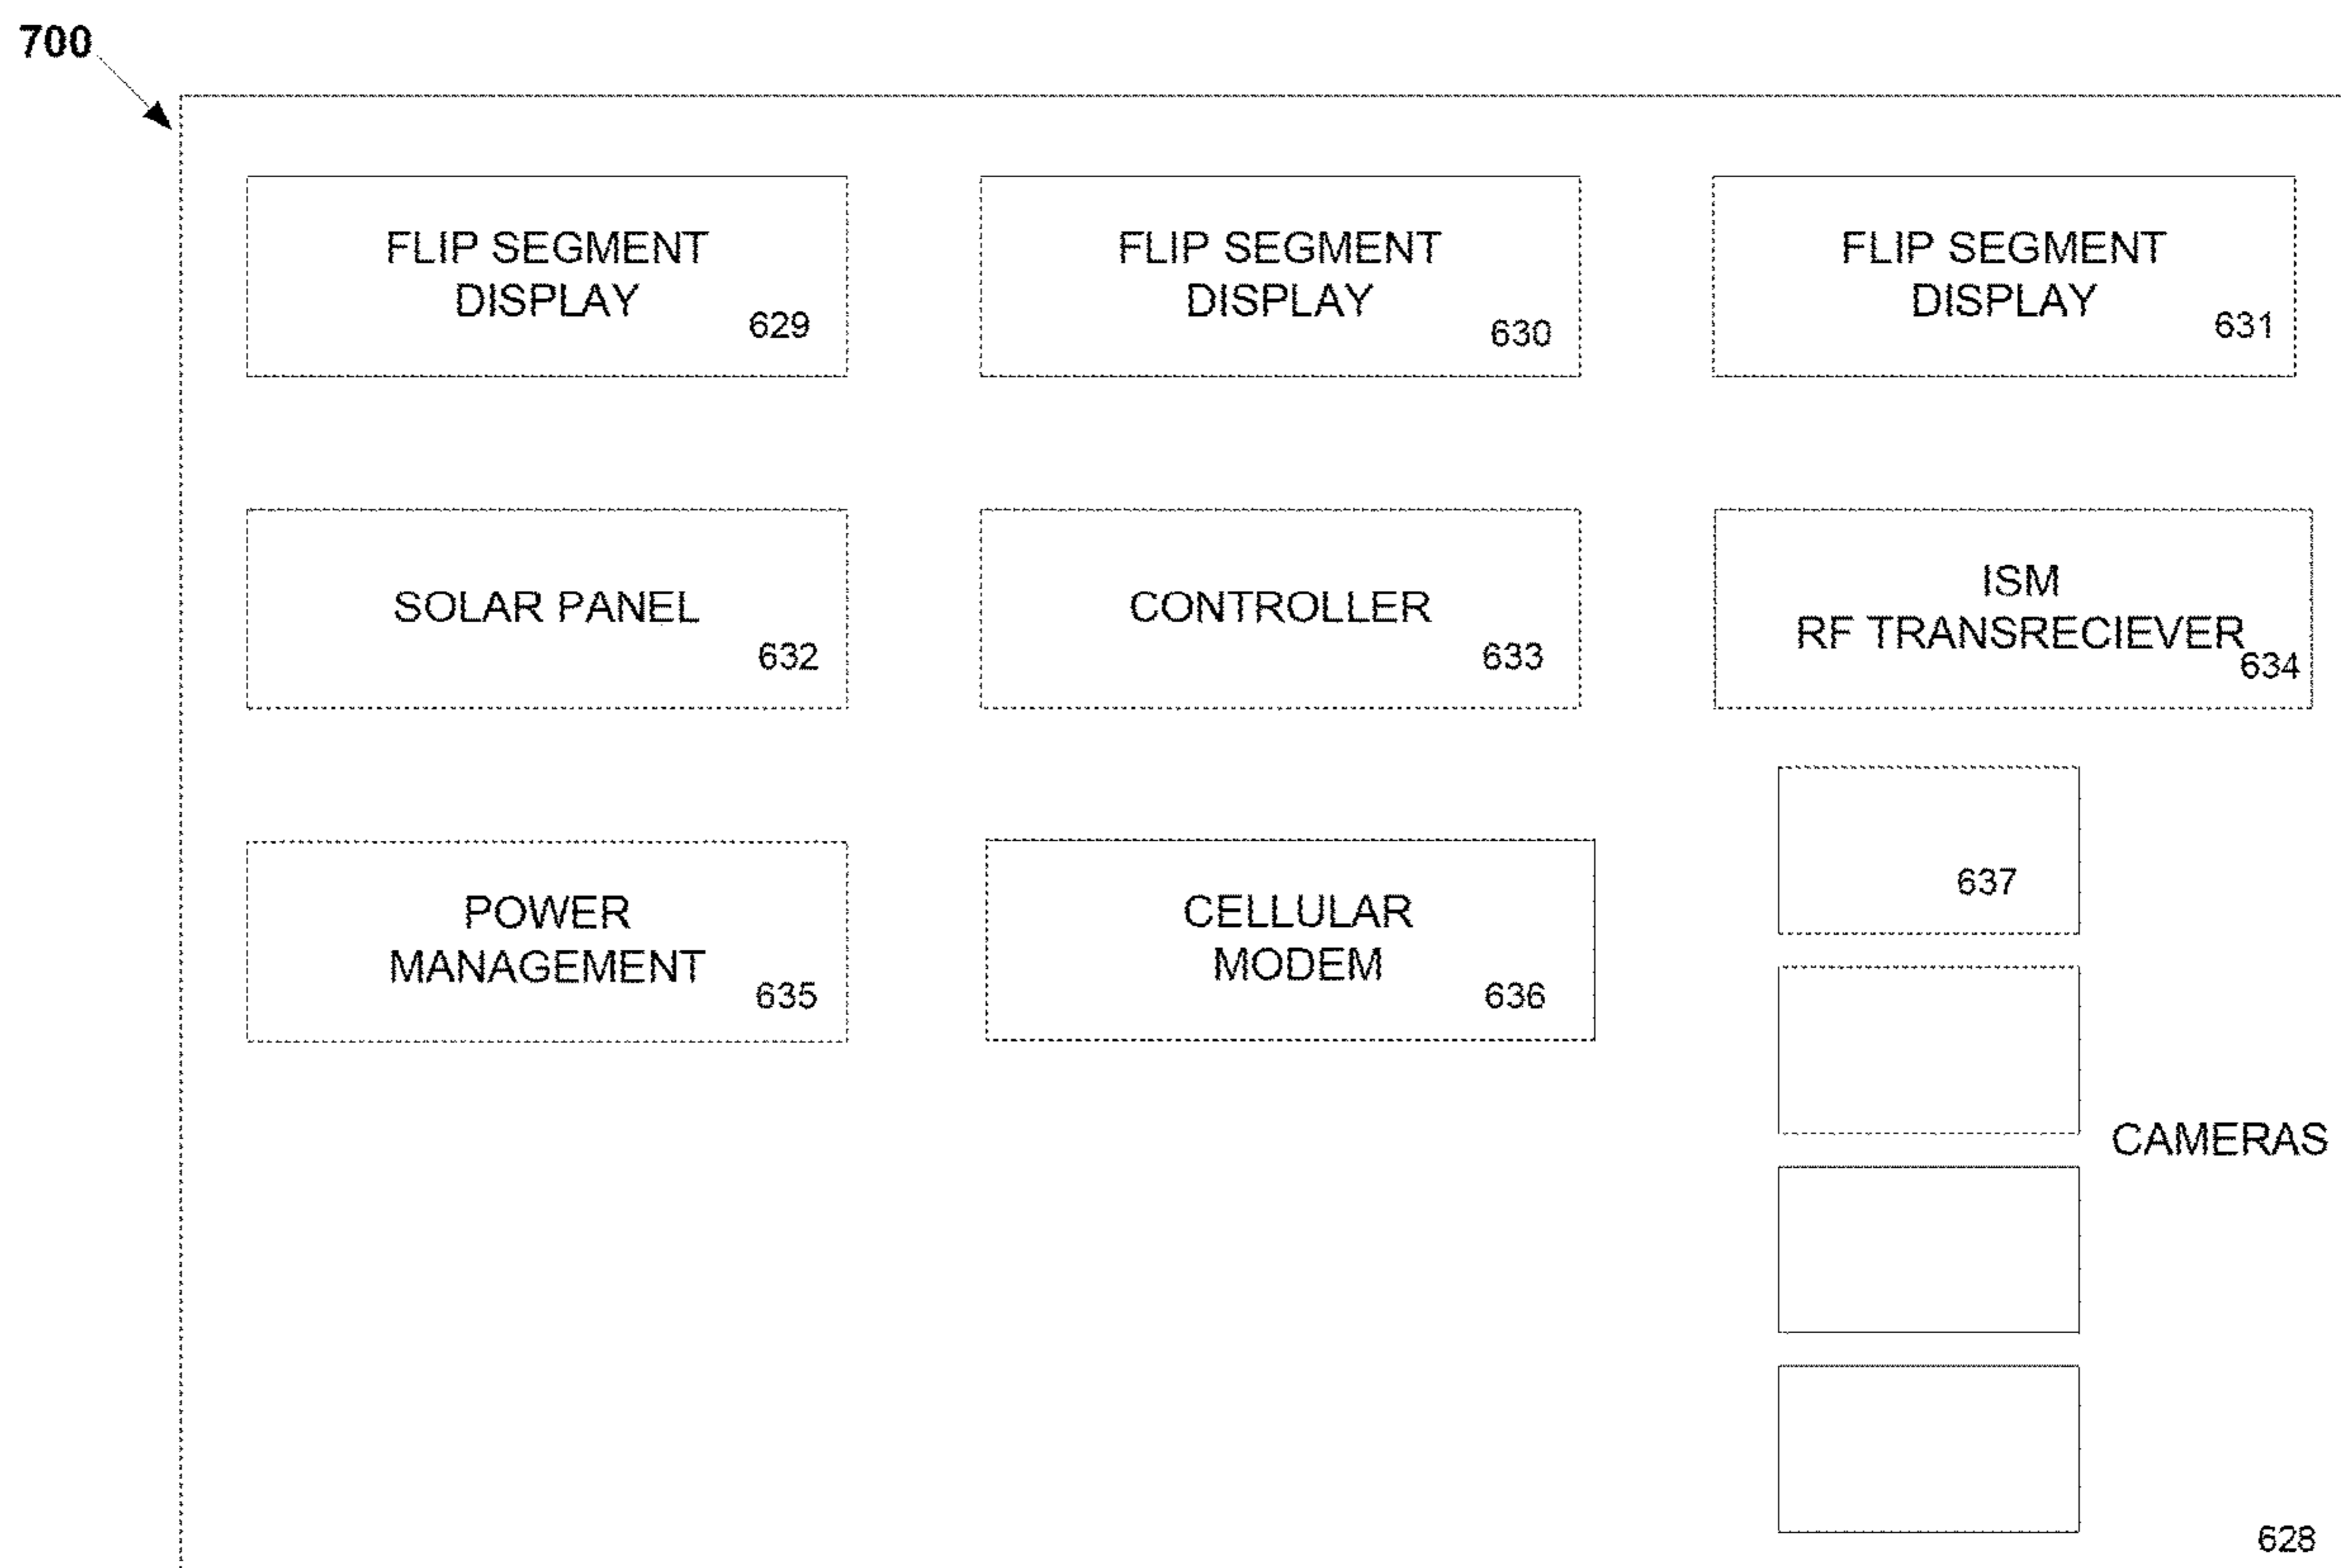 700
FLIP SEGMENT
DISPLAY
629
FLIP SEGMENT
DISPLAY
630
FLIP SEGMENT
DISPLAY
631
SOLAR PANEL
632
CONTROLLER
633
ISM
RF TRANSRECIEVER
634
POWER
MANAGEMENT
635
CELLULAR
MODEM
636
637
CAMERAS
628